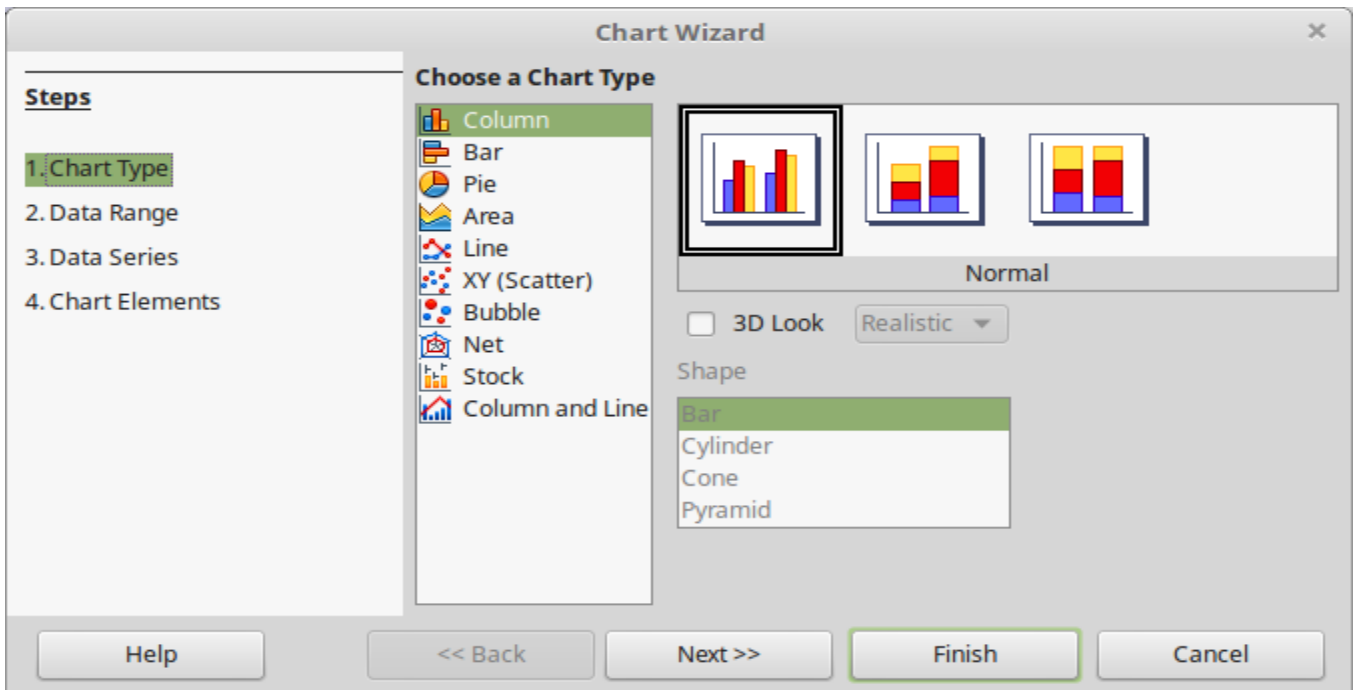 Chart Wizard
Steps
1. Chart Type
2. Data Range
3. Data Series
4. Chart Elements
Choose a Chart Type
Column
Bar
Pie
Area
Line
XY (Scatter)
Bubble
Net
Stock
Column and Line
Normal
3D Look Realistic
Shape
Bar
Cylinder
Cone
Pyramid
Help << Back Next >> Finish Cancel